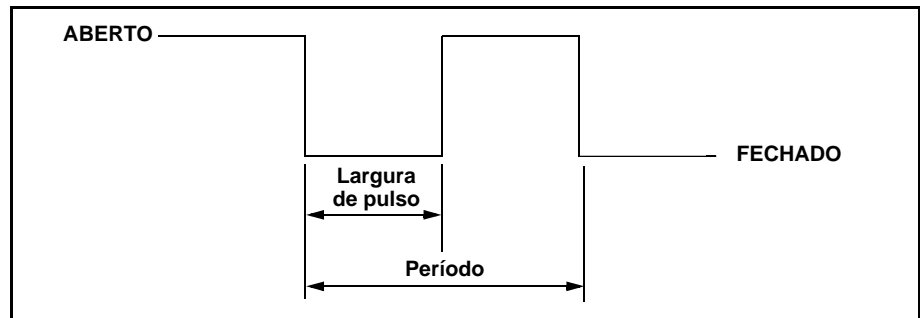 ABERTO
FECHADO
Largura
de pulso
Período